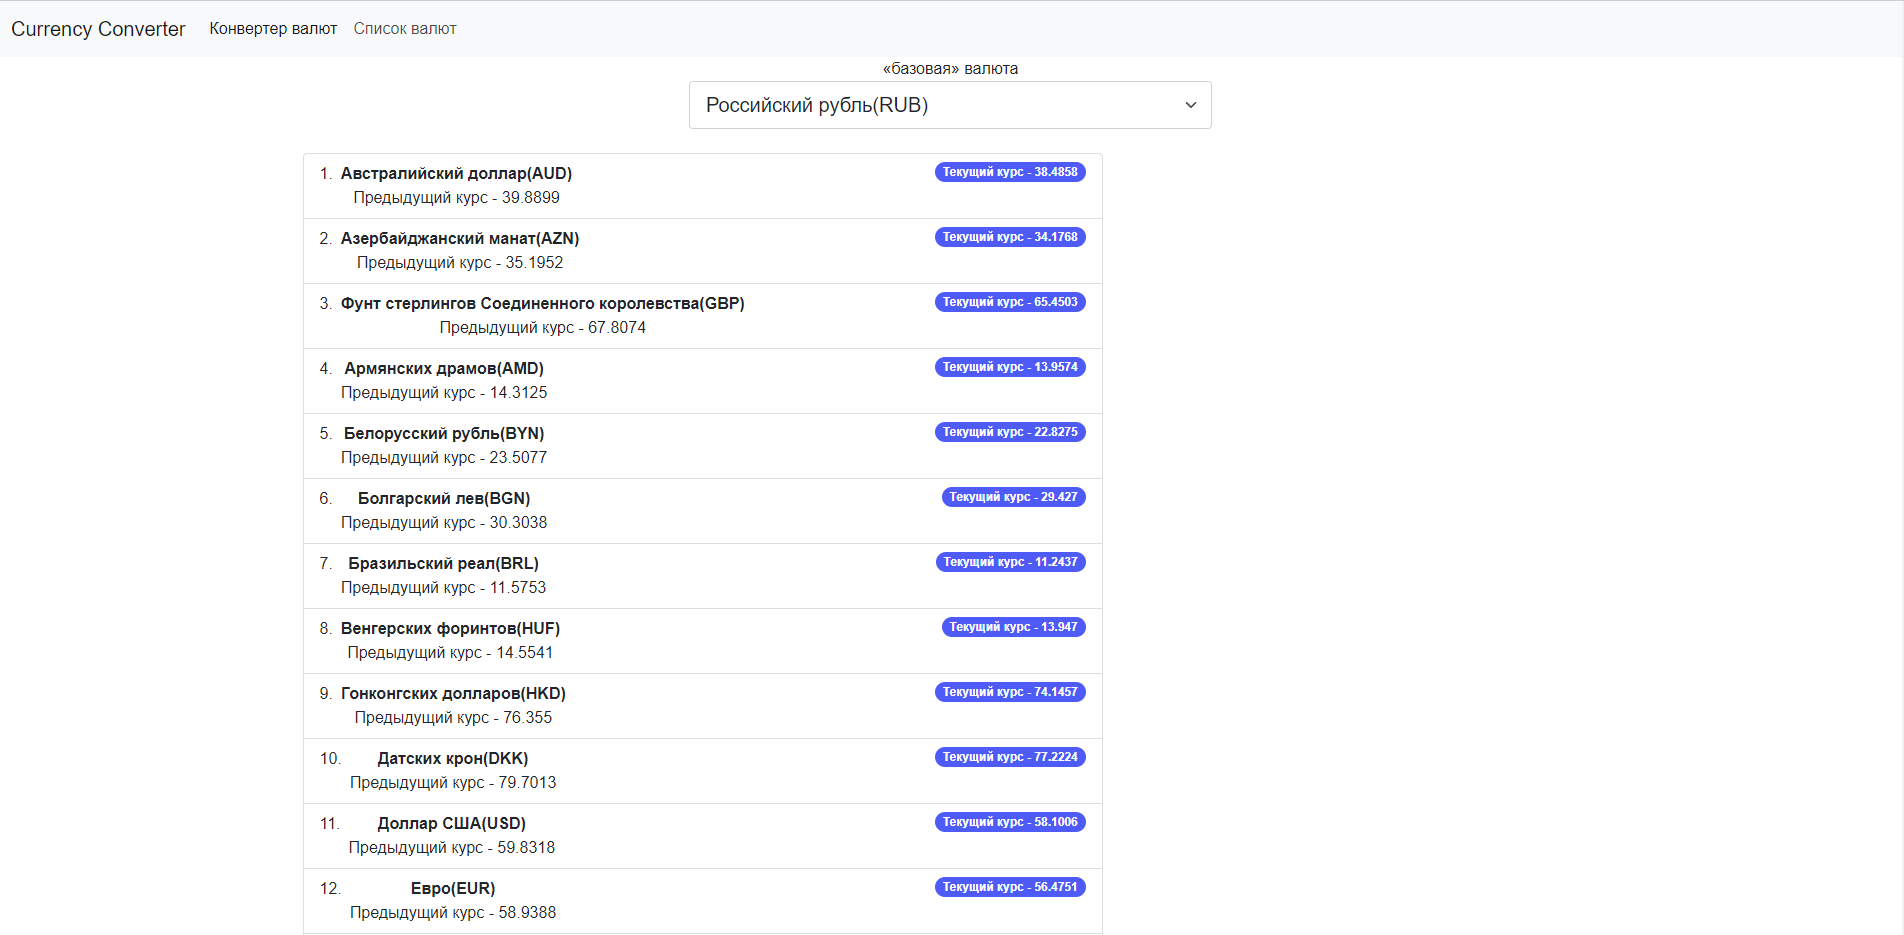 Currency Converter Конвертер валют Список валют
«базовая» валюта
Российский рубль(RUB)
1. Австралийский доллар(AUD) Текущий курс - 38.4858
Предыдущий курс - 39.8899
2. Азербайджанский манат(AZN) Текущий курс - 34.1768
Предыдущий курс - 35.1952
3. Фунт стерлингов Соединенного королевства(GBP) Текущий курс - 65.4503
Предыдущий курс - 67.8074
4. Армянских драмов(AMD) Текущий курс - 13.9574
Предыдущий курс - 14.3125
5. Белорусский рубль(BYN) Текущий курс - 22.8275
Предыдущий курс - 23.5077
6. Болгарский лев(BGN) Текущий курс - 29.427
Предыдущий курс - 30.3038
7. Бразильский реал(BRL) Текущий курс - 11.2437
Предыдущий курс - 11.5753
8. Венгерских форинтов(HUF) Текущий курс - 13.947
Предыдущий курс - 14.5541
9. Гонконгских долларов(HKD) Текущий курс - 74.1457
Предыдущий курс - 76.355
10. Датских крон(DKK) Текущий курс - 77.2224
Предыдущий курс - 79.7013
11. Доллар США(USD) Текущий курс - 58.1006
Предыдущий курс - 59.8318
12. Евро(EUR) Текущий курс - 56.4751
Предыдущий курс - 58.9388